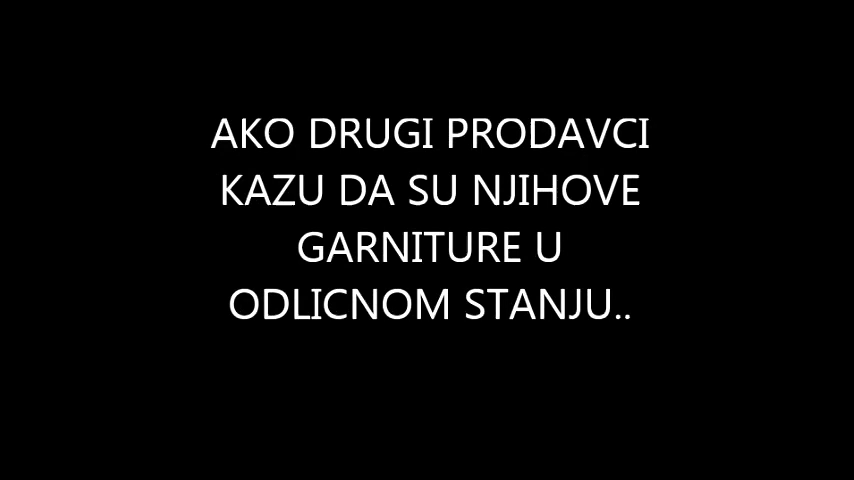 AKO DRUGI PRODAVCI
KAZU DA SU NJIHOVE
GARNITURE U
ODLICNOM STANJU..